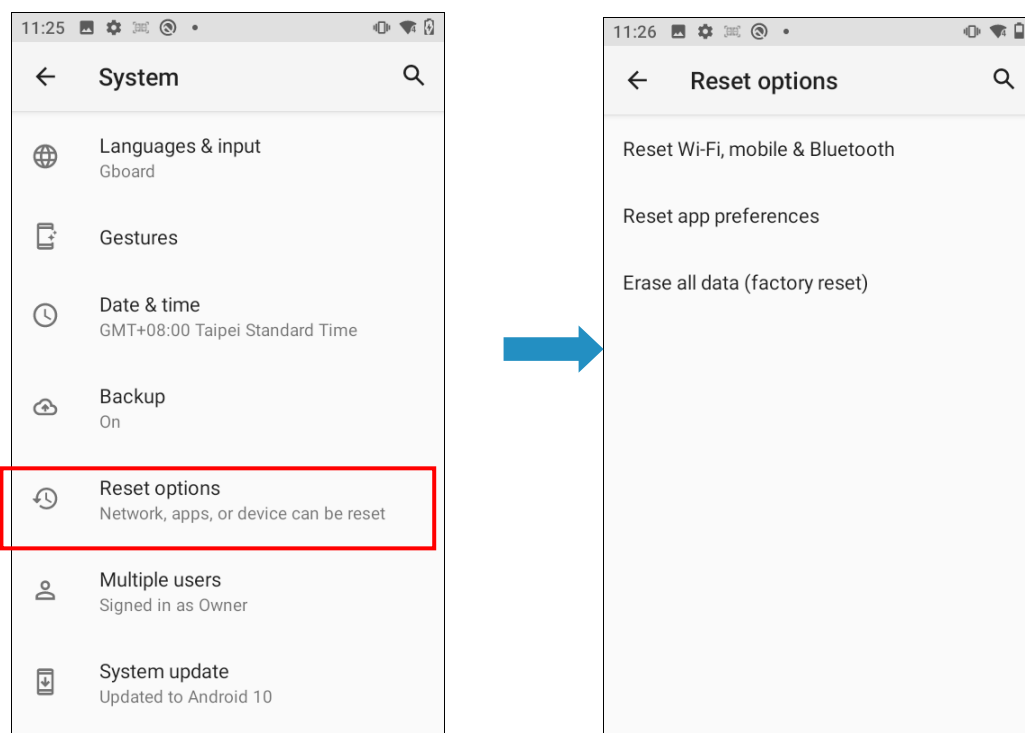 11:25
System
Languages & input
Gboard
Gestures
Date & time
GMT+08:00 Taipei Standard Time
Backup
On
Reset options
Network, apps, or device can be reset
Multiple users
Signed in as Owner
System update
Updated to Android 10
11:26
Reset options
Reset Wi-Fi, mobile & Bluetooth
Reset app preferences
Erase all data (factory reset)